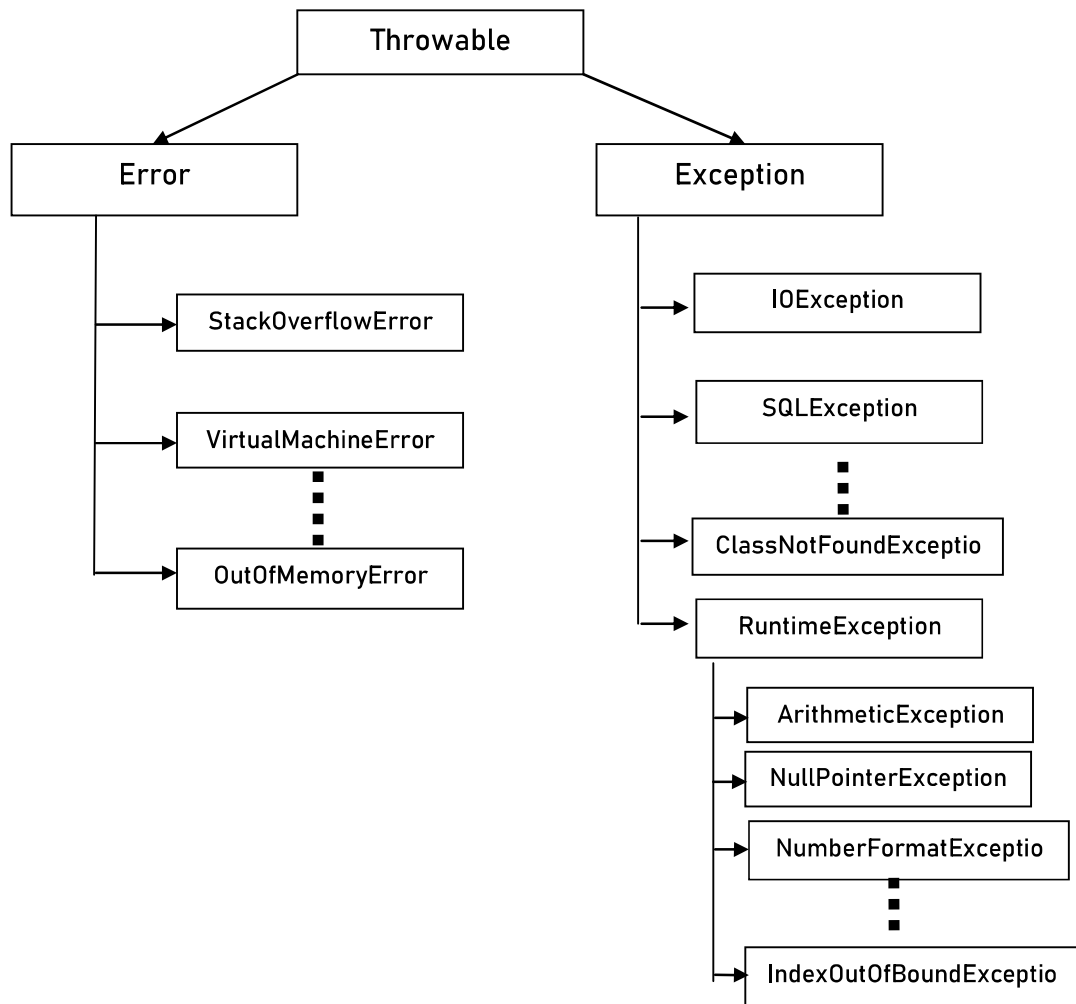 Throwable
Error
Exception
StackOverflowError
VirtualMachineError
OutOfMemoryError
IOException
SQLException
ClassNotFoundExceptio
RuntimeException
ArithmeticException
NullPointerException
NumberFormatExceptio
IndexOutOfBoundExceptio